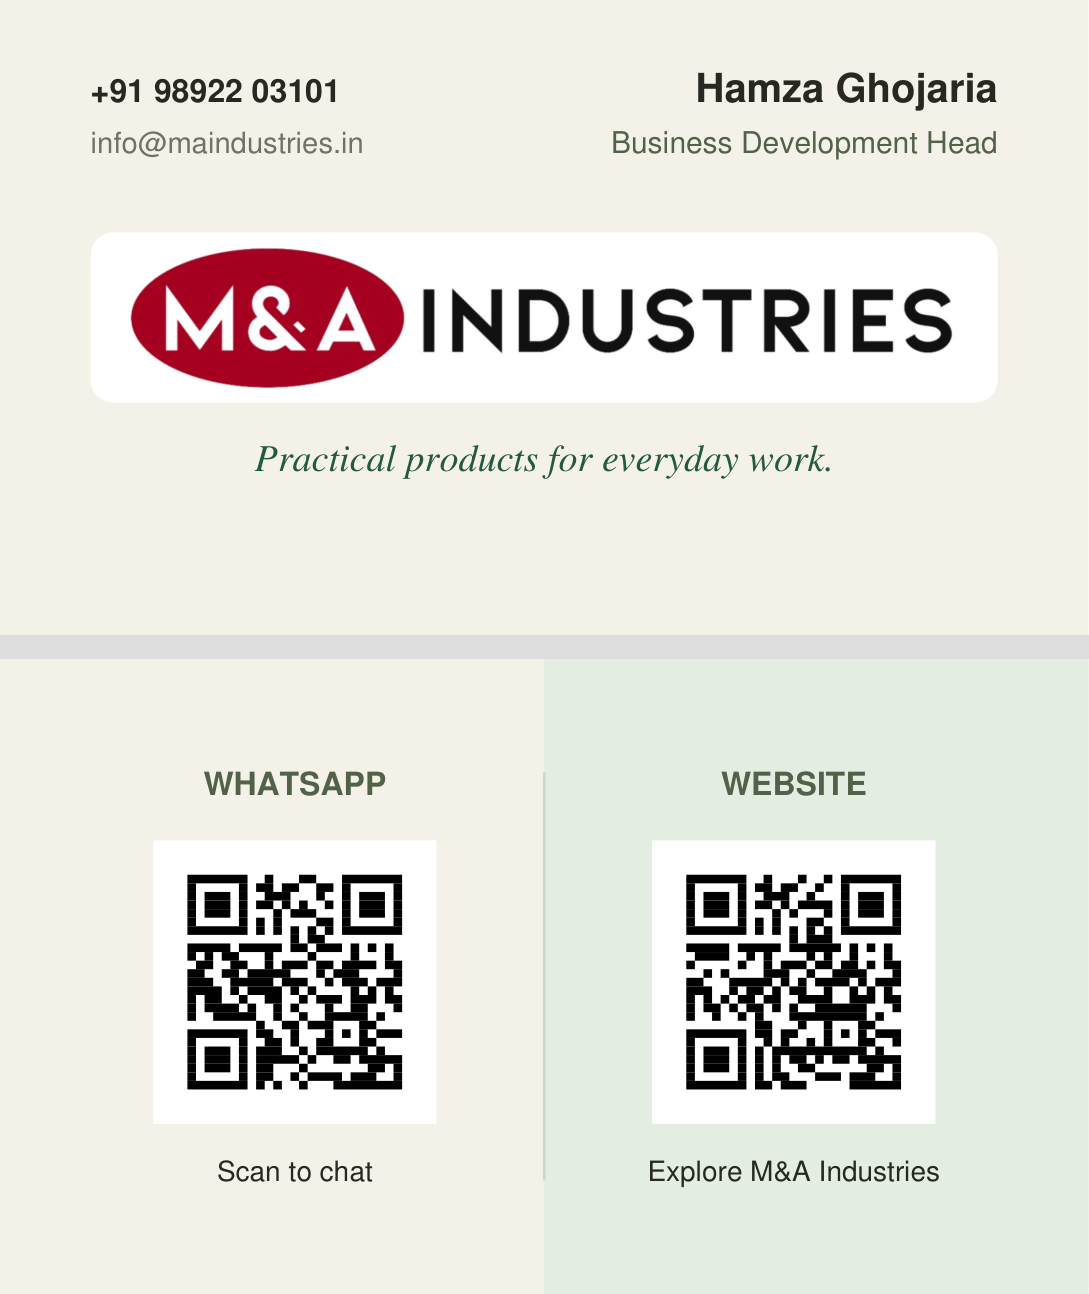 +91 98922 03101
info@maindustries.in
Hamza Ghojaria
Business Development Head
M&A INDUSTRIES
Practical products for everyday work.
WHATSAPP
Scan to chat
WEBSITE
Explore M&A Industries